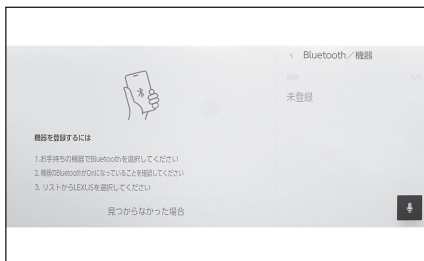 Bluetooth／機器
未登録
機器を登録するには
1.お手持ちの機器でBluetoothを選択してください
2. 機器のBluetoothがOnになっていることを確認してください
3. リストからLEXUSを選択してください
見つからなかった場合